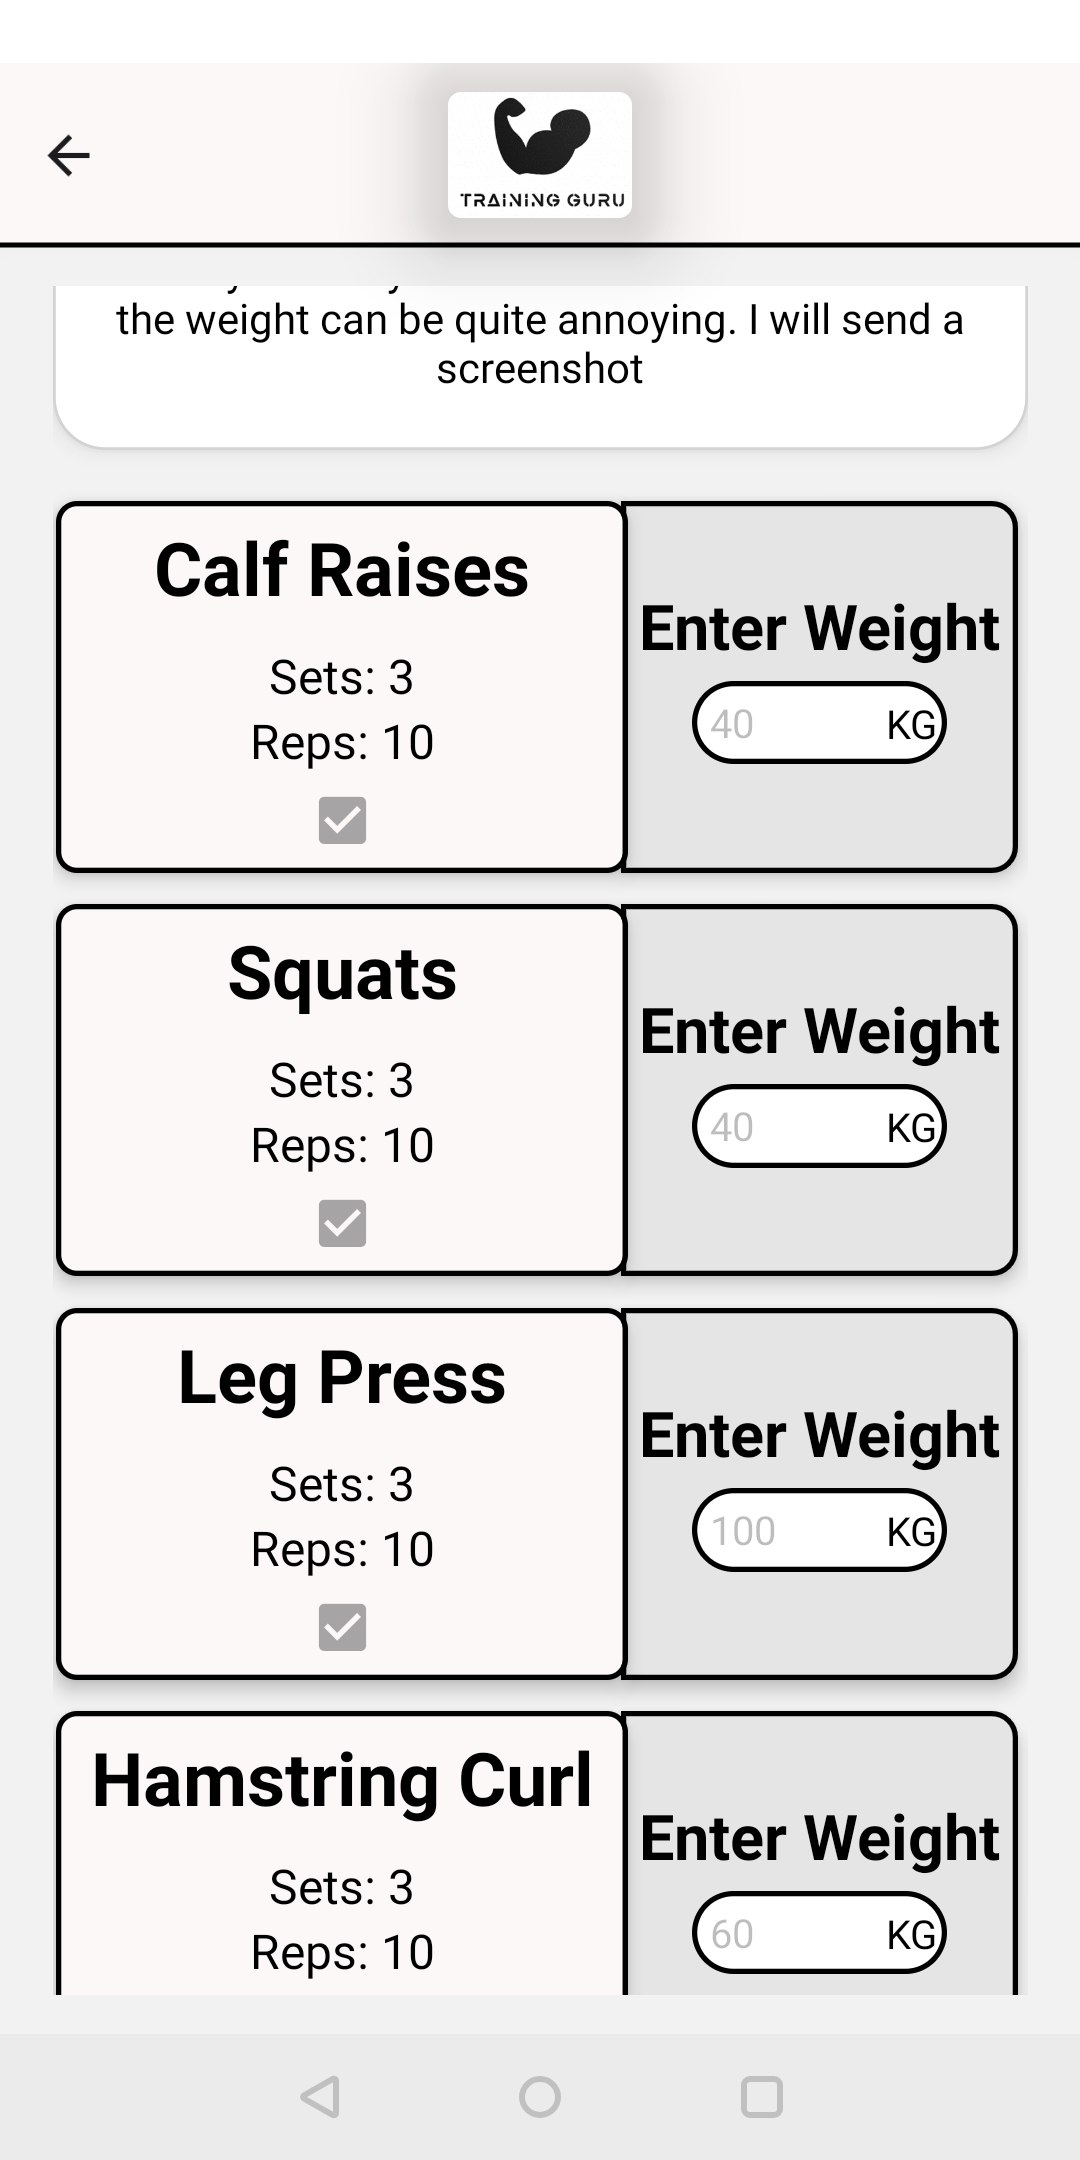 TRAINING GURU
the weight can be quite annoying. I will send a
screenshot
Calf Raises
Sets: 3
Reps: 10
Enter Weight
40 KG
Squats
Sets: 3
Reps: 10
Enter Weight
40 KG
Leg Press
Sets: 3
Reps: 10
Enter Weight
100 KG
Hamstring Curl
Sets: 3
Reps: 10
Enter Weight
60 KG